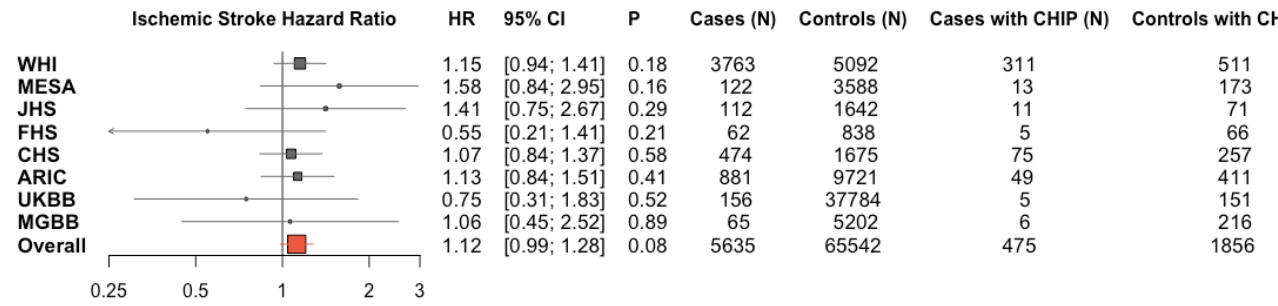 Ischemic Stroke Hazard Ratio HR 95% CI P Cases (N) Controls (N) Cases with CHIP (N) Controls with
WHI 1.15 [0.94; 1.41] 0.18 3763 5092 311 511
MESA 1.58 [0.84; 2.95] 0.16 122 3588 13 173
JHS 1.41 [0.75; 2.67] 0.29 112 1642 11 71
FHS 0.55 [0.21; 1.41] 0.21 62 838 5 66
CHS 1.07 [0.84; 1.37] 0.58 474 1675 75 257
ARIC 1.13 [0.84; 1.51] 0.41 881 9721 49 411
UKBB 0.75 [0.31; 1.83] 0.52 156 37784 5 151
MGBB 1.06 [0.45; 2.52] 0.89 65 5202 6 216
Overall 1.12 [0.99; 1.28] 0.08 5635 65542 475 1856
0.25 0.5 1 2 3